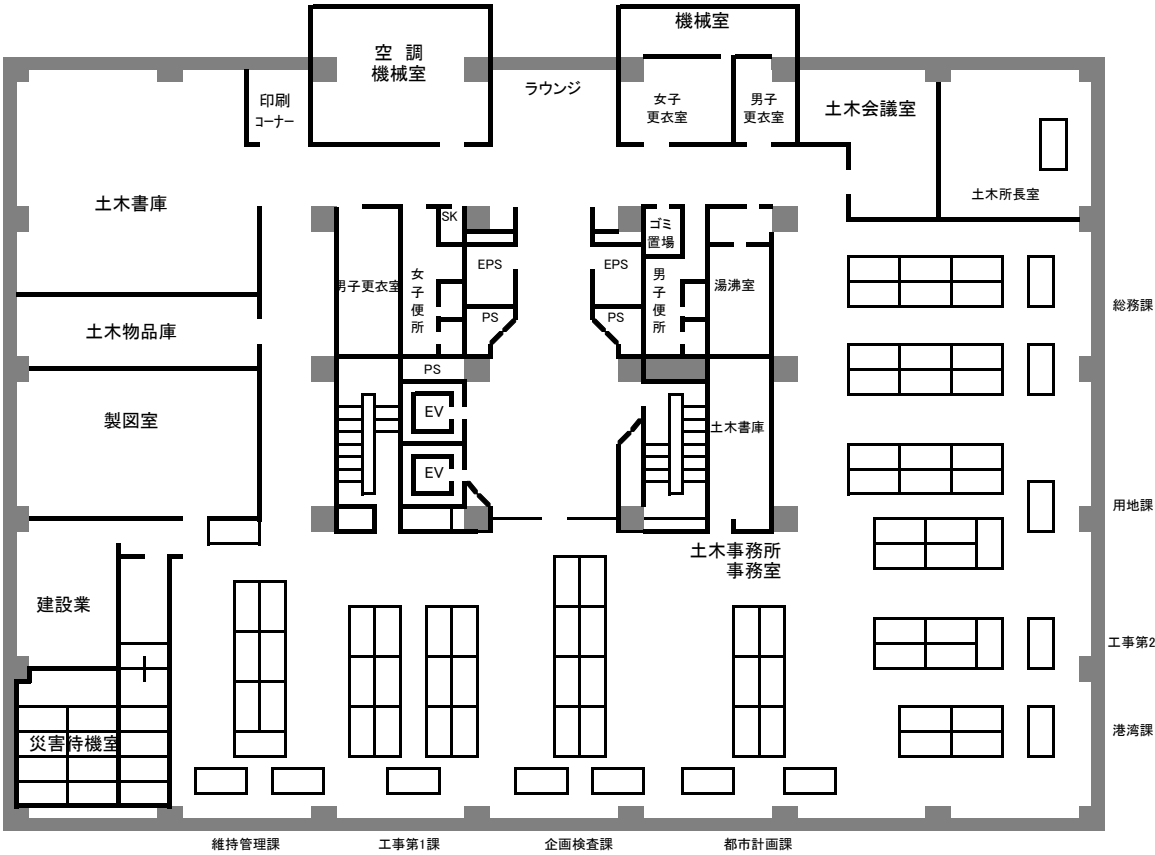 機械室
空 調
機械室
ラウンジ
印刷
コーナー
女子
更衣室
男子
更衣室
土木会議室
土木所長室
土木書庫
SK
ゴミ
置場
EPS
EPS
男子更衣室
女子便所
男子便所
湯沸室
総務課
PS
PS
土木物品庫
PS
EV
製図室
土木書庫
EV
用地課
土木事務所
事務室
建設業
工事第2
災害待機室
港湾課
維持管理課
工事第1課
企画検査課
都市計画課